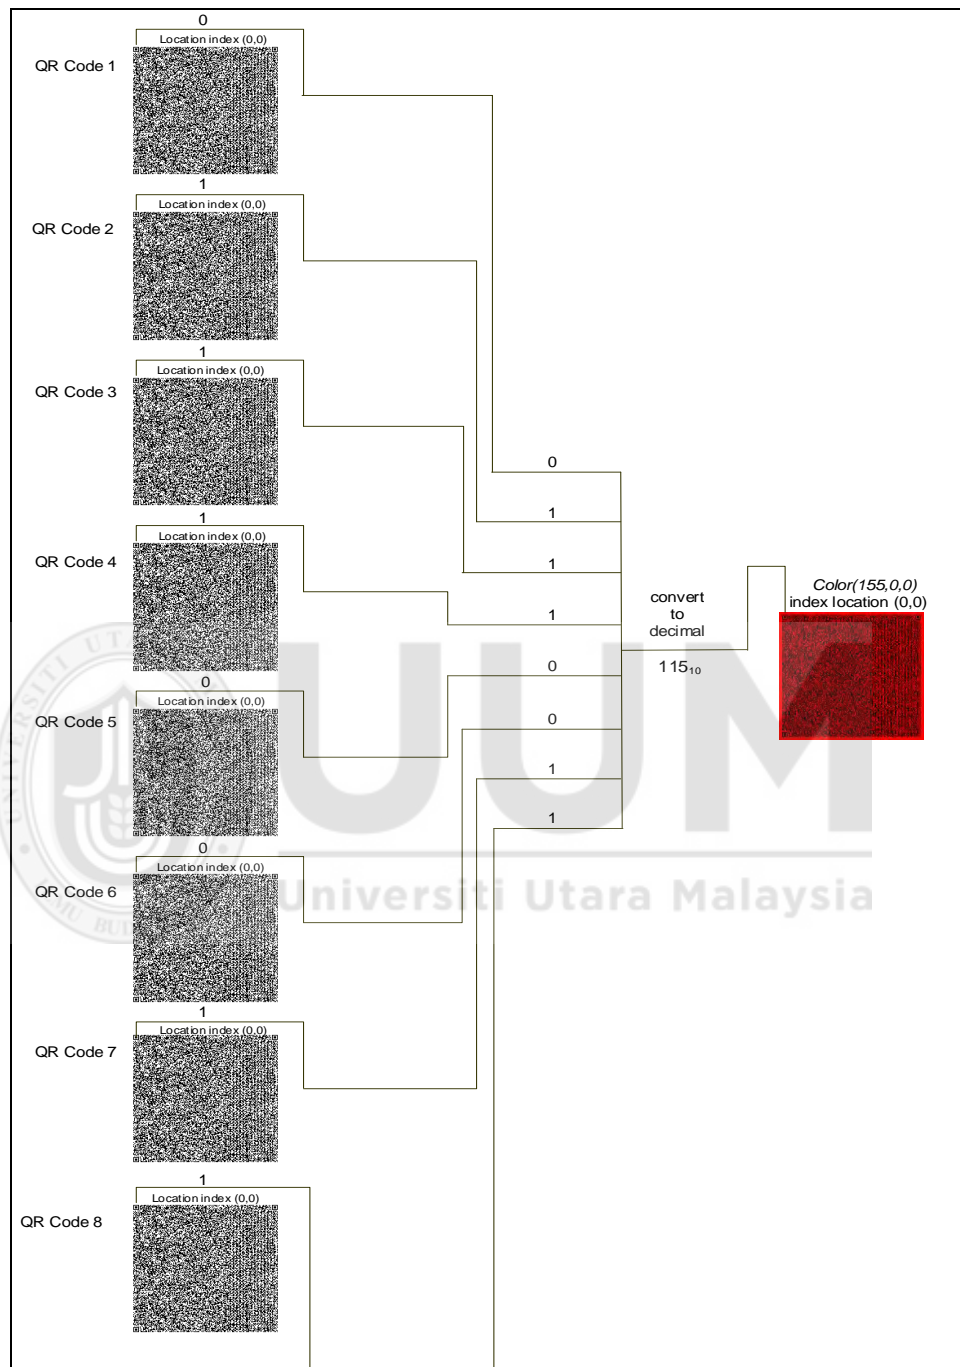 0
Location index (0,0)
QR Code 1
1
Location index (0,0)
QR Code 2
1
Location index (0,0)
QR Code 3
1
Location index (0,0)
QR Code 4
0
Location index (0,0)
QR Code 5
0
Location index (0,0)
QR Code 6
1
Location index (0,0)
QR Code 7
1
Location index (0,0)
QR Code 8
0
1
1
1
0
0
1
1
convert
to
decimal
115₁₀
Color(155,0,0)
index location (0,0)
UUM
Universiti Utara Malaysia